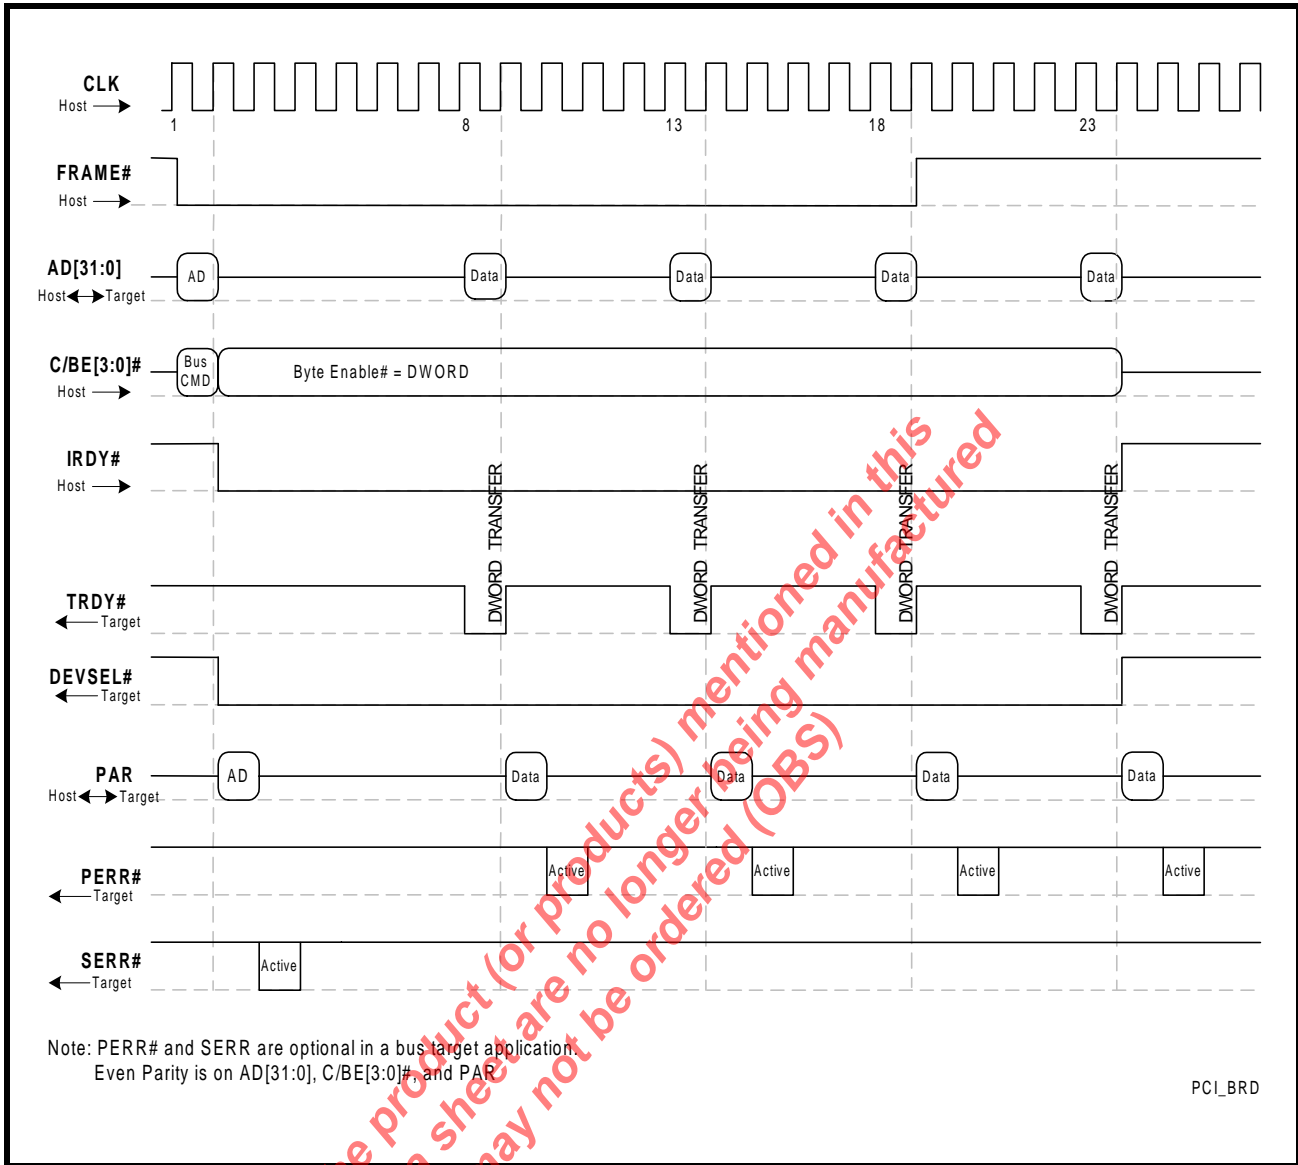 CLK
Host
1 8 13 18 23
FRAME#
Host
AD[31:0]
Host Target
AD Data Data Data Data
C/BE[3:0]#
Host
Bus
CMD
Byte Enable# = DWORD
IRDY#
Host
DWORD TRANSFER
DWORD TRANSFER
DWORD TRANSFER
DWORD TRANSFER
TRDY#
Target
DEVSEL#
Target
PAR
Host Target
AD Data Data Data Data
PERR#
Target
Active Active Active Active
SERR#
Target
Active
Note: PERR# and SERR are optional in a bus target application.
Even Parity is on AD[31:0], C/BE[3:0]#, and PAR
PCI_BRD
e product (or products) mentioned in this
n sheet are no longer being manufactured
ay not be ordered (OBS)